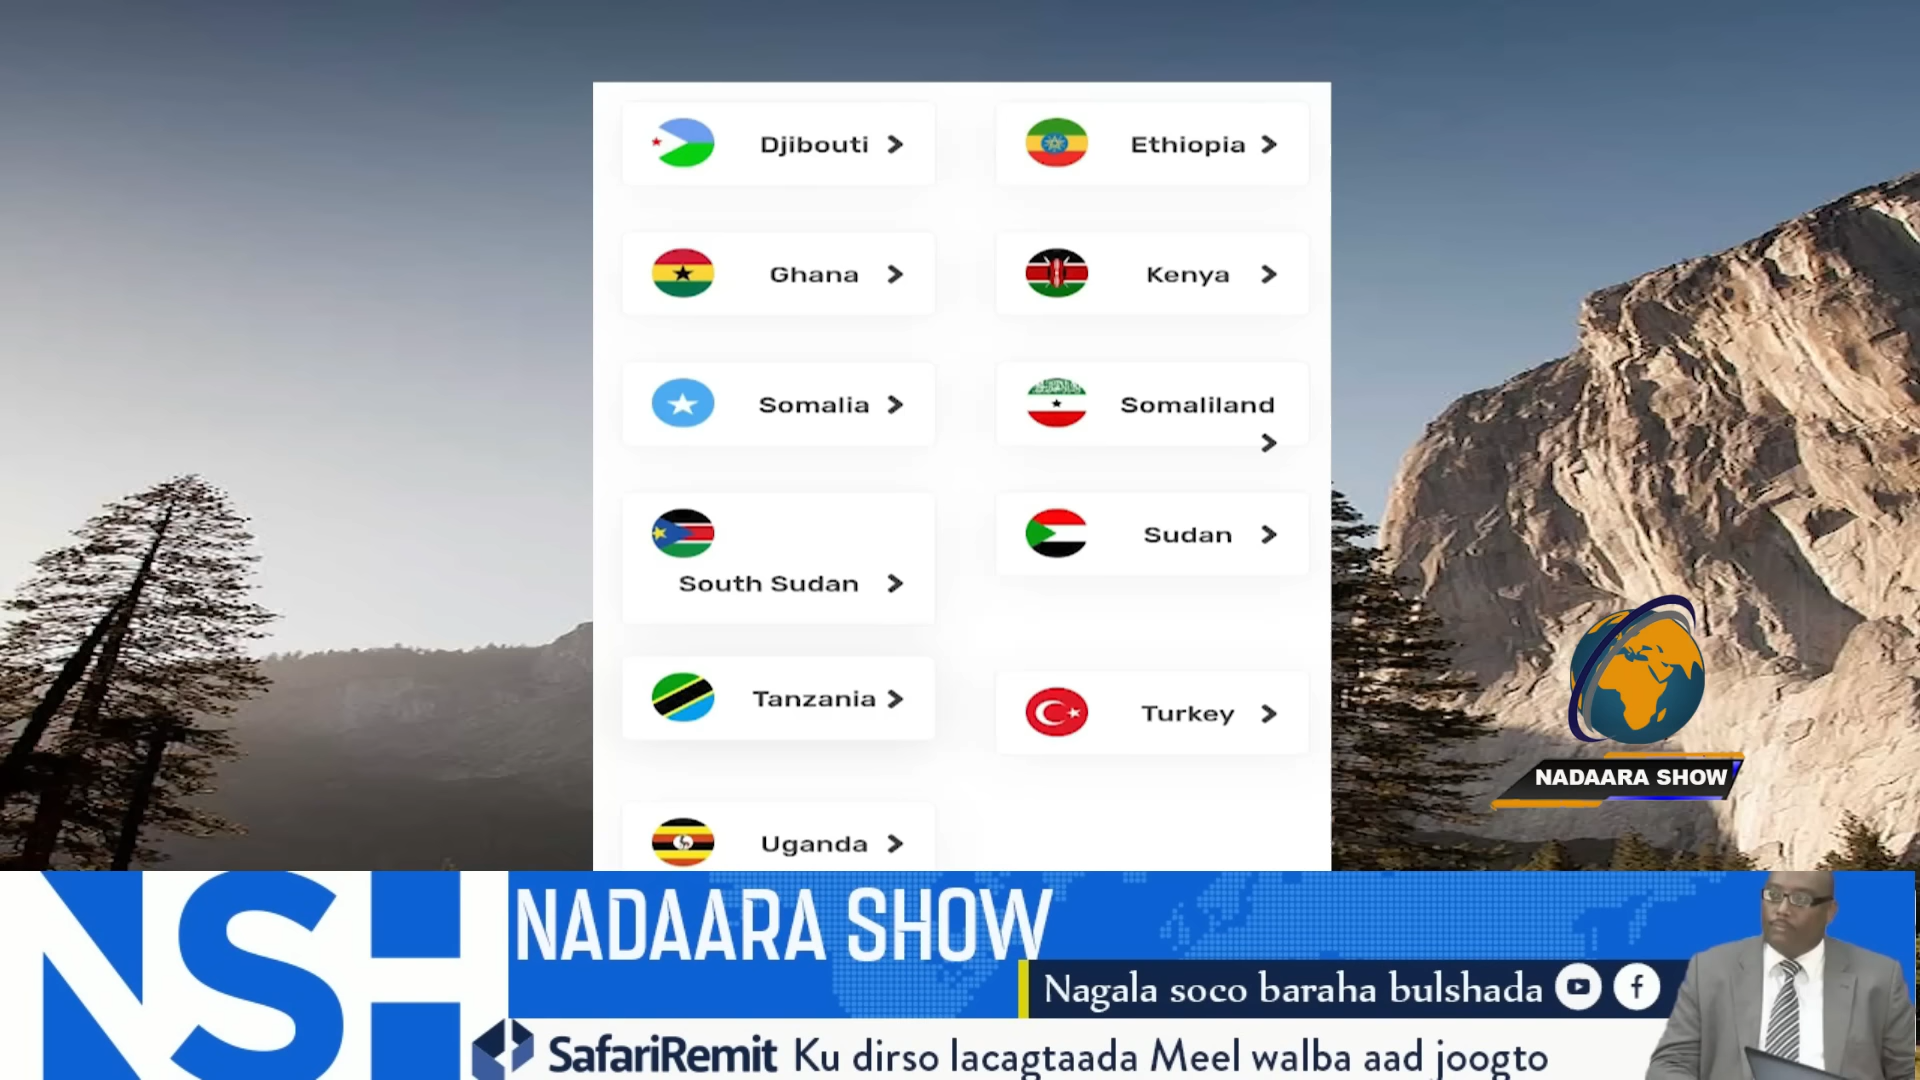 Djibouti
Ethiopia
Ghana
Kenya
Somalia
Somaliland
South Sudan
Sudan
Tanzania
Turkey
Uganda
NADAARA SHOW
NSH
NADAARA SHOW
Nagala soco baraha bulshada
SafariRemit Ku dirso lacagtaada Meel walba aad joogto